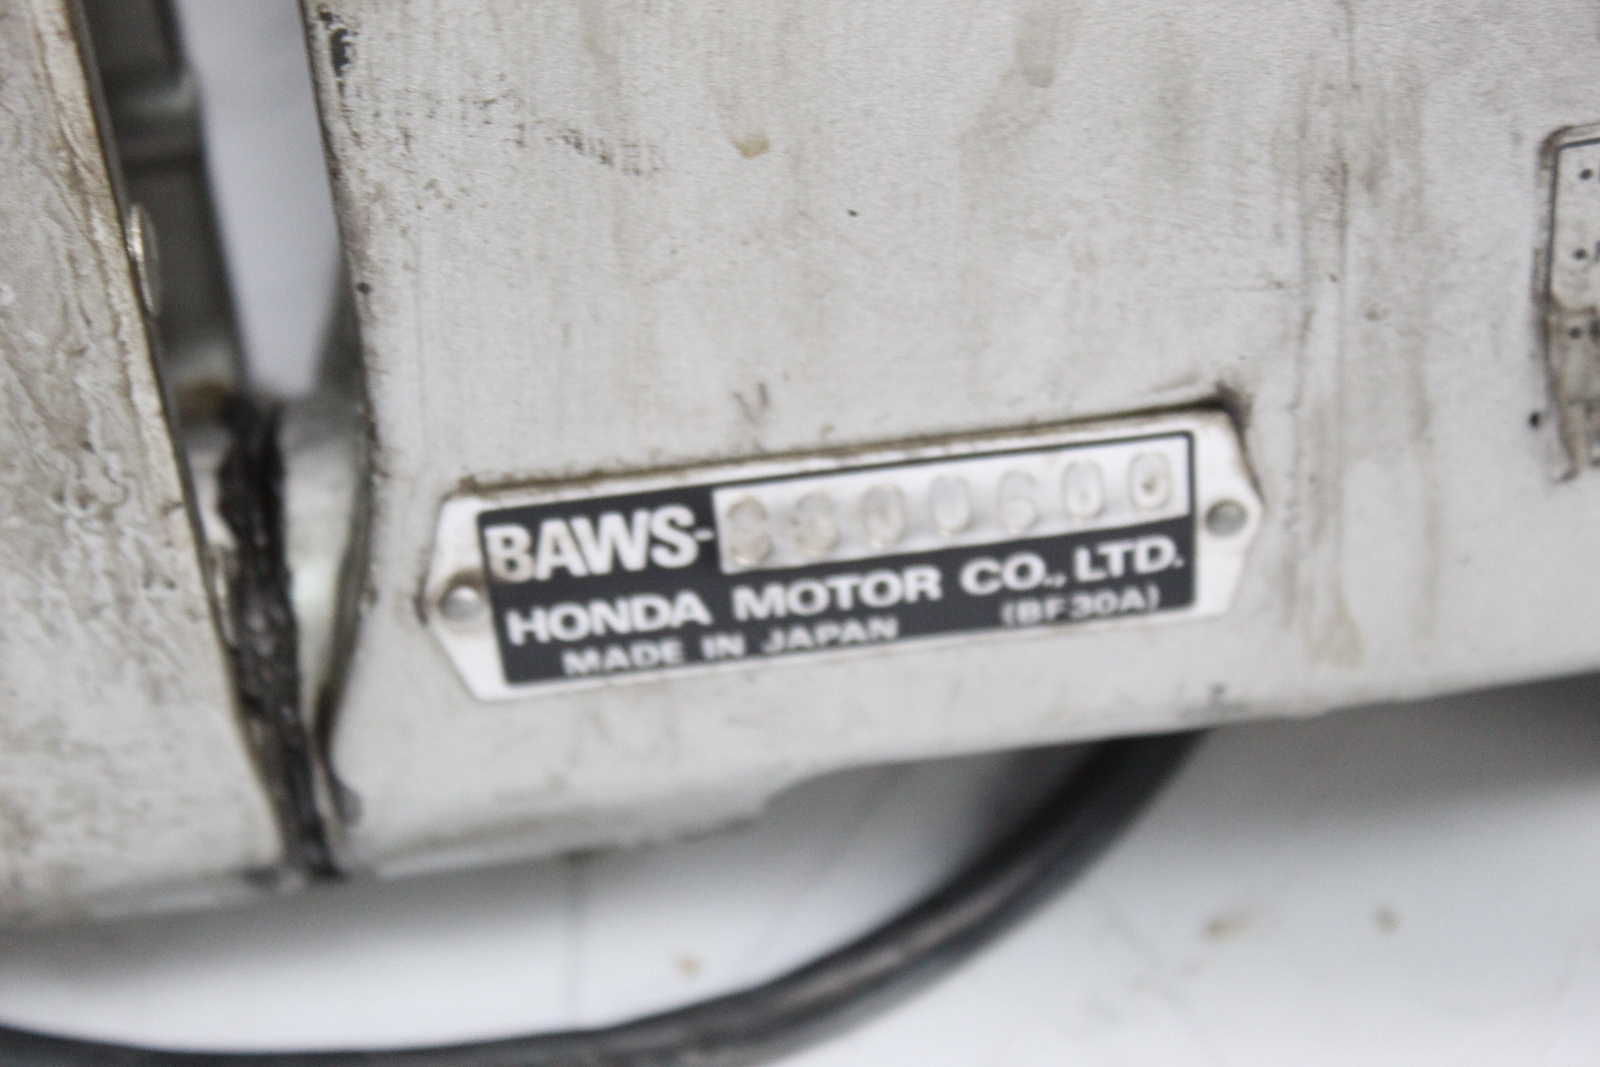 BAWS-
HONDA MOTOR CO., LTD.
MADE IN JAPAN (BF30A)